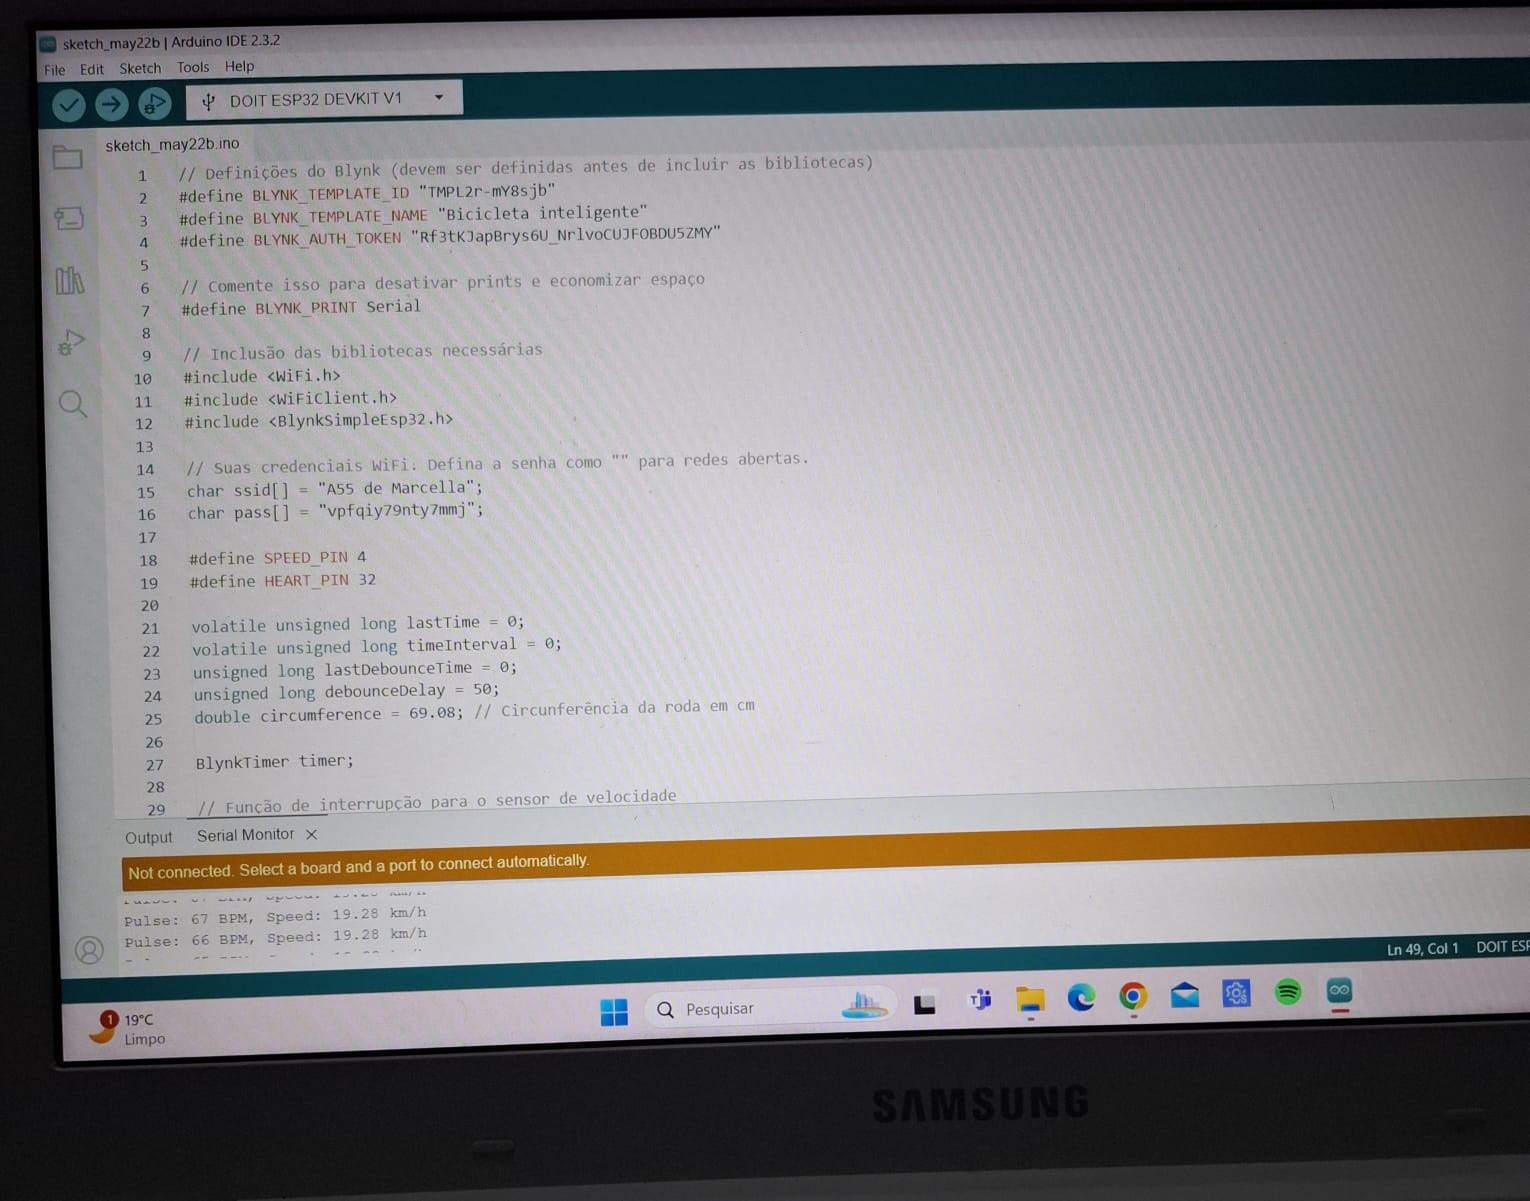 sketch_may22b | Arduino IDE 2.3.2
File Edit Sketch Tools Help
DOIT ESP32 DEVKIT V1
sketch_may22b.ino
1 // Definições do Blynk (devem ser definidas antes de incluir as bibliotecas)
2 #define BLYNK_TEMPLATE_ID "TMPL2r-mY8sjb"
3 #define BLYNK_TEMPLATE_NAME "Bicicleta inteligente"
4 #define BLYNK_AUTH_TOKEN "Rf3tKJapBrys6U_NrlvoCUJFOBDU5ZMY"
5
6 // Comente isso para desativar prints e economizar espaço
7 #define BLYNK_PRINT Serial
8
9 // Inclusão das bibliotecas necessárias
10 #include <WiFi.h>
11 #include <WiFiClient.h>
12 #include <BlynkSimpleEsp32.h>
13
14 // Suas credenciais WiFi. Defina a senha como "" para redes abertas.
15 char ssid[] = "A55 de Marcella";
16 char pass[] = "vpfqiy79nty7mmj";
17
18 #define SPEED_PIN 4
19 #define HEART_PIN 32
20
21 volatile unsigned long lastTime = 0;
22 volatile unsigned long timeInterval = 0;
23 unsigned long lastDebounceTime = 0;
24 unsigned long debounceDelay = 50;
25 double circumference = 69.08; // Circunferência da roda em cm
26
27 BlynkTimer timer;
28
29 // Função de interrupção para o sensor de velocidade
Output Serial Monitor X
Not connected. Select a board and a port to connect automatically.
Pulse: 67 BPM, Speed: 19.28 km/h
Pulse: 66 BPM, Speed: 19.28 km/h
Ln 49, Col 1 DOIT ESP
1 19°C
Limpo
Pesquisar
SAMSUNG